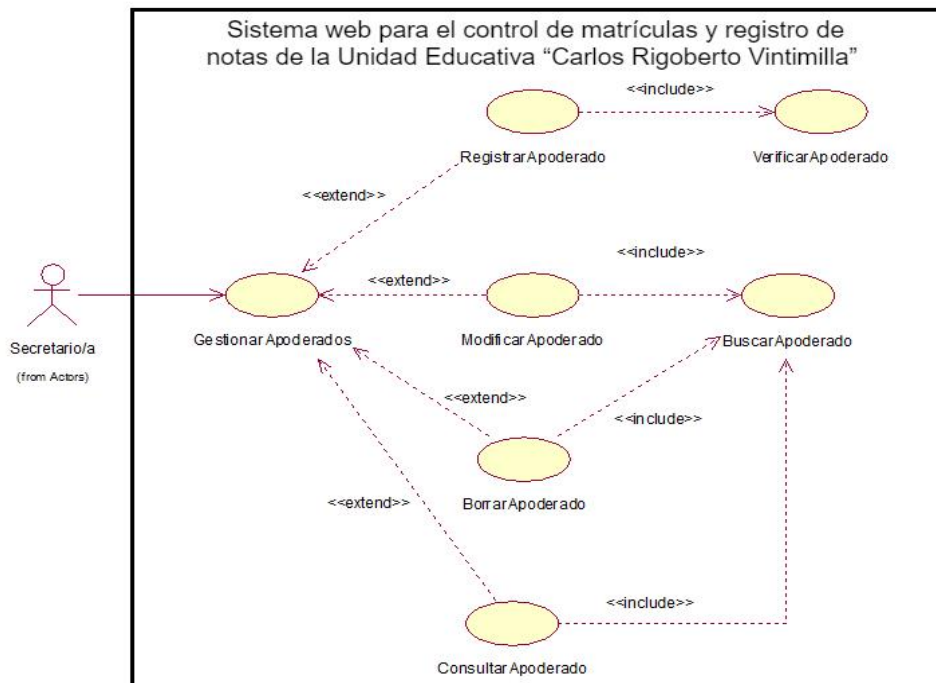 Sistema web para el control de matrículas y registro de
notas de la Unidad Educativa “Carlos Rigoberto Vintimilla”
<<include>>
RegistrarApoderado
VerificarApoderado
<<extend>>
<<include>>
<<extend>>
Secretario/a
(from Actors)
GestionarApoderados
ModificarApoderado
BuscarApoderado
<<extend>>
<<include>>
BorrarApoderado
<<extend>>
<<include>>
ConsultarApoderado